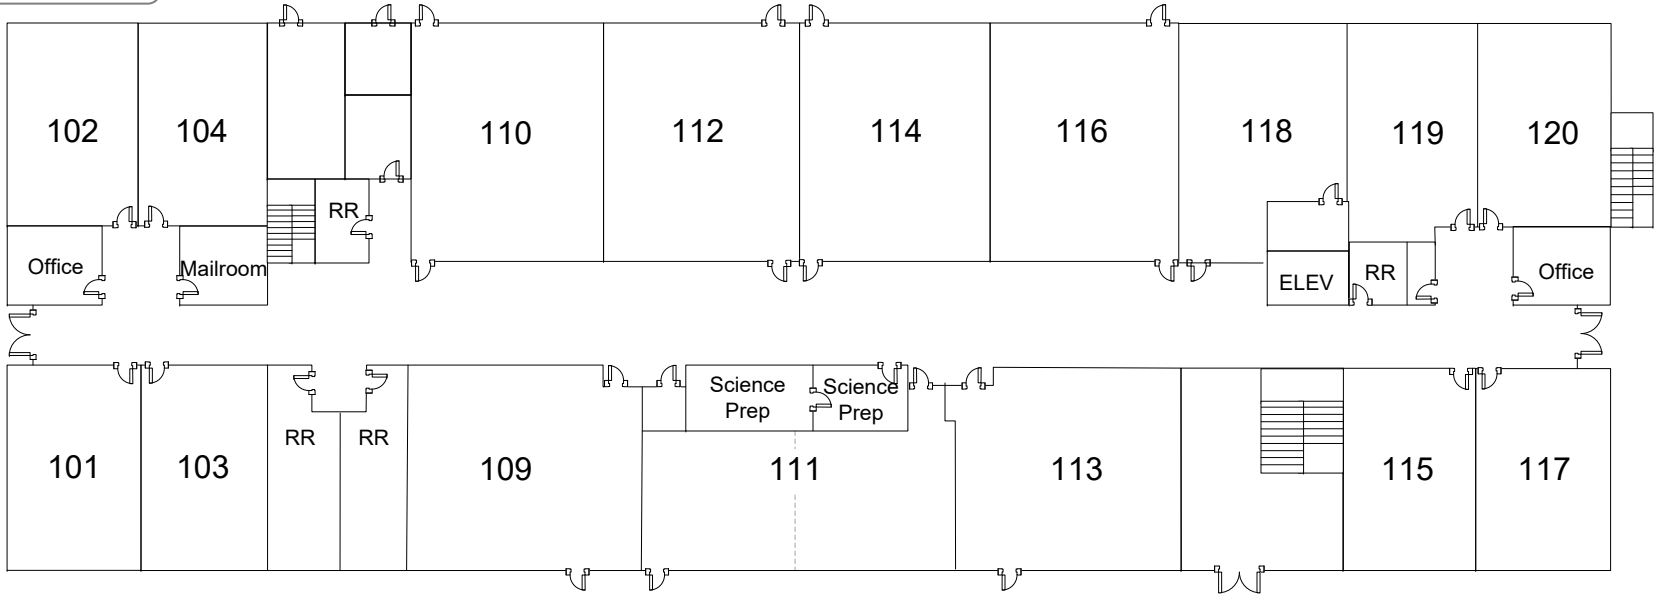 102
104
110
112
114
116
118
119
120
RR
Office
Mailroom
ELEV
RR
Office
Science
Prep
Science
Prep
RR
RR
101
103
109
111
113
115
117